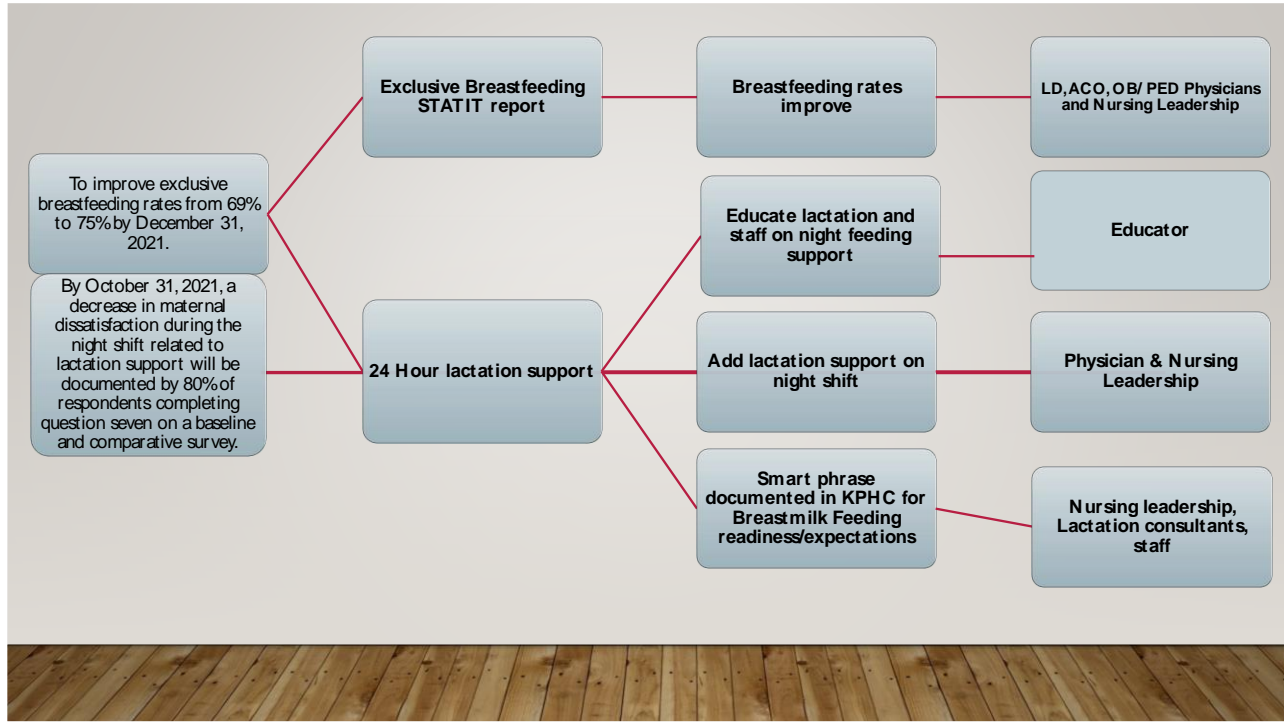 To improve exclusive
breastfeeding rates from 69%
to 75% by December 31,
2021.
By October 31, 2021, a
decrease in maternal
dissatisfaction during the
night shift related to
lactation support will be
documented by 80% of
respondents completing
question seven on a baseline
and comparative survey.
Exclusive Breastfeeding
STATIT report
24 Hour lactation support
Breastfeeding rates
improve
Educate lactation and
staff on night feeding
support
Add lactation support on
night shift
Smart phrase
documented in KPHC for
Breastmilk Feeding
readiness/expectations
LD, ACO, OB/ PED Physicians
and Nursing Leadership
Educator
Physician & Nursing
Leadership
Nursing leadership,
Lactation consultants,
staff